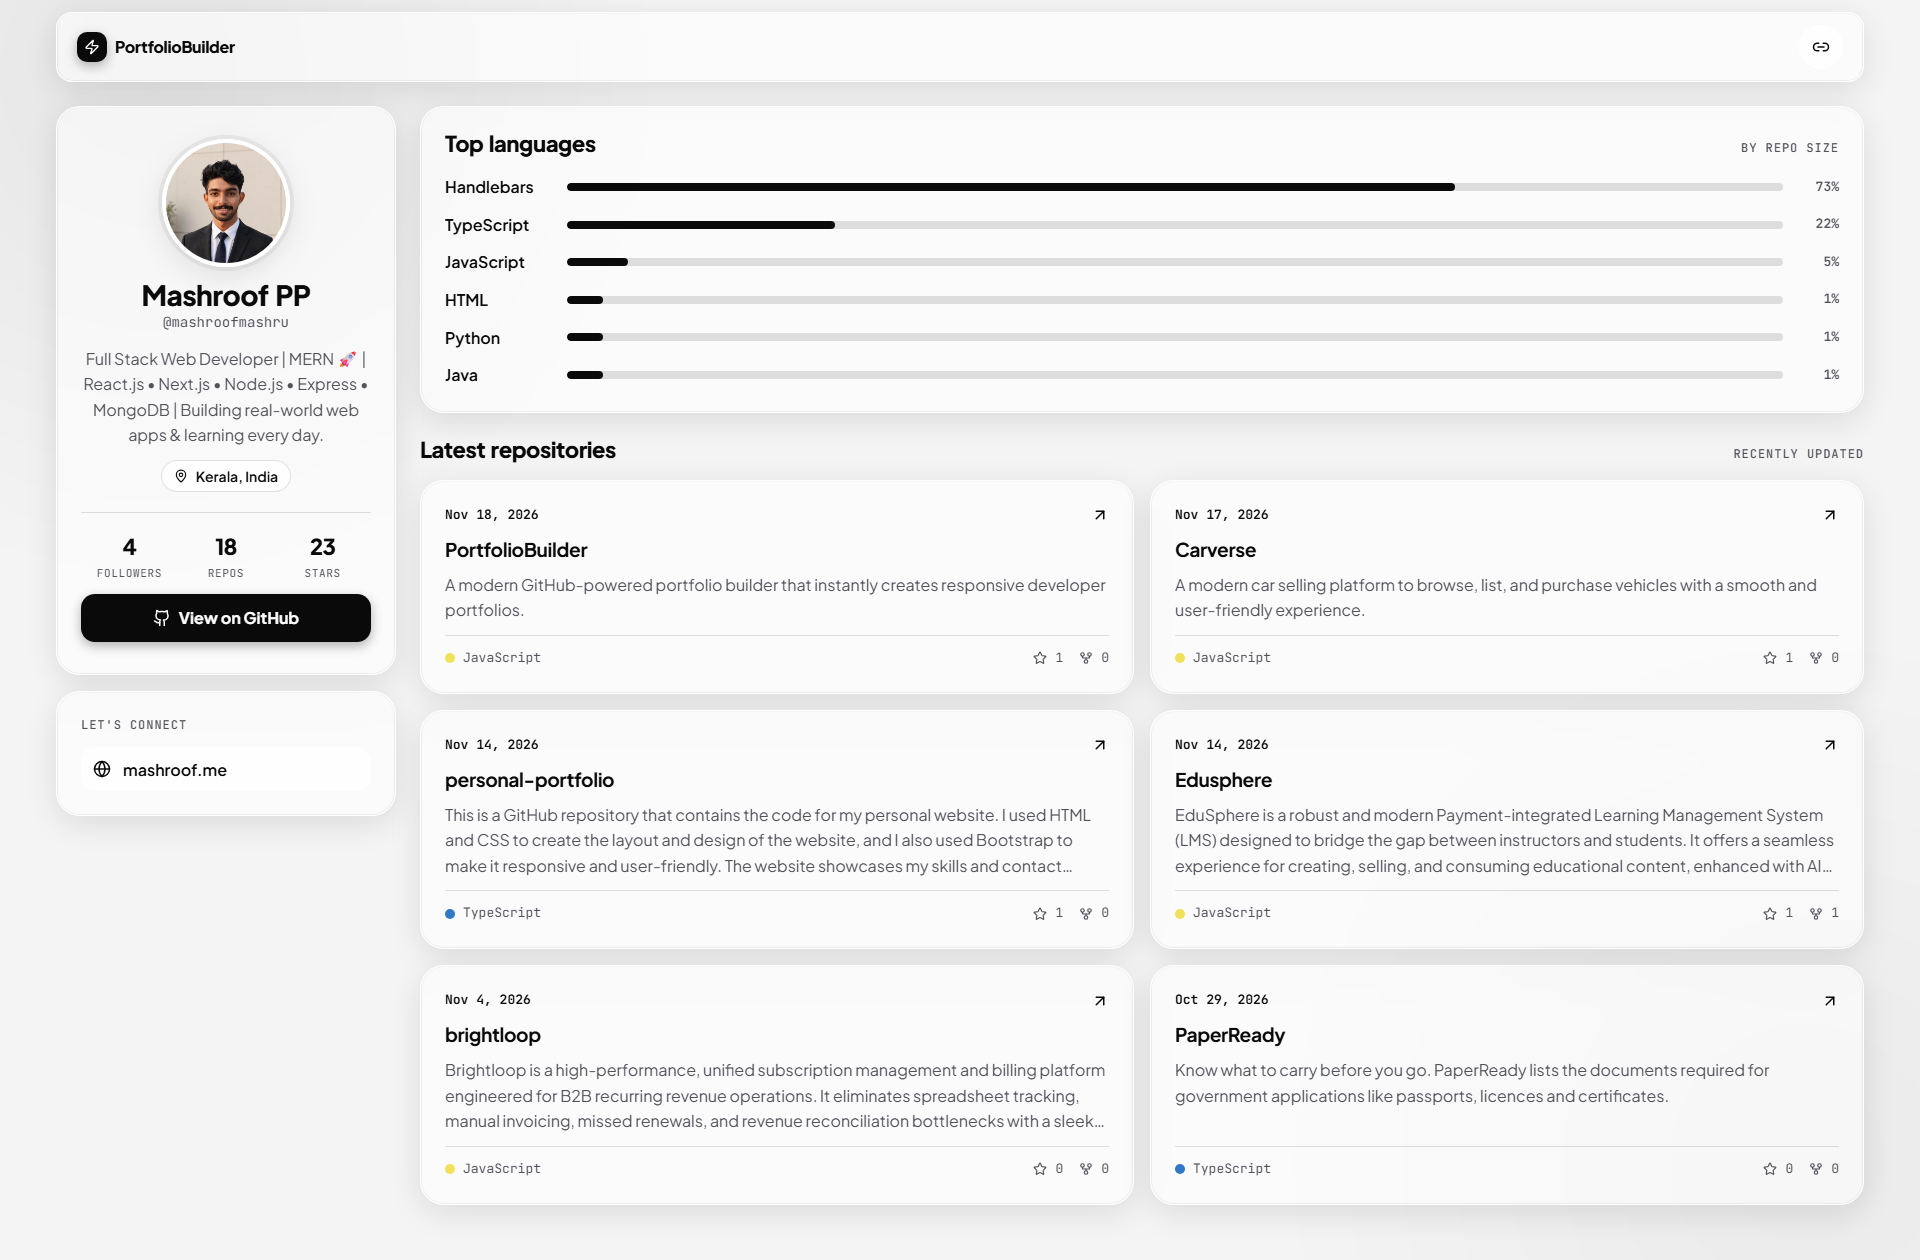 PortfolioBuilder
Mashroof PP
@mashroofmashru
Full Stack Web Developer | MERN 🚀 |
React.js • Next.js • Node.js • Express •
MongoDB | Building real-world web
apps & learning every day.
Kerala, India
4 18 23
FOLLOWERS REPOS STARS
View on GitHub
LET'S CONNECT
mashroof.me
Top languages
BY REPO SIZE
Handlebars 73%
TypeScript 22%
JavaScript 5%
HTML 1%
Python 1%
Java 1%
Latest repositories
RECENTLY UPDATED
Nov 18, 2026
PortfolioBuilder
A modern GitHub-powered portfolio builder that instantly creates responsive developer
portfolios.
JavaScript 1 0
Nov 17, 2026
Carverse
A modern car selling platform to browse, list, and purchase vehicles with a smooth and
user-friendly experience.
JavaScript 1 0
Nov 14, 2026
personal-portfolio
This is a GitHub repository that contains the code for my personal website. I used HTML
and CSS to create the layout and design of the website, and I also used Bootstrap to
make it responsive and user-friendly. The website showcases my skills and contact...
TypeScript 1 0
Nov 14, 2026
Edusphere
EduSphere is a robust and modern Payment-integrated Learning Management System
(LMS) designed to bridge the gap between instructors and students. It offers a seamless
experience for creating, selling, and consuming educational content, enhanced with AI...
JavaScript 1 1
Nov 4, 2026
brightloop
Brightloop is a high-performance, unified subscription management and billing platform
engineered for B2B recurring revenue operations. It eliminates spreadsheet tracking,
manual invoicing, missed renewals, and revenue reconciliation bottlenecks with a sleek...
JavaScript 0 0
Oct 29, 2026
PaperReady
Know what to carry before you go. PaperReady lists the documents required for
government applications like passports, licences and certificates.
TypeScript 0 0